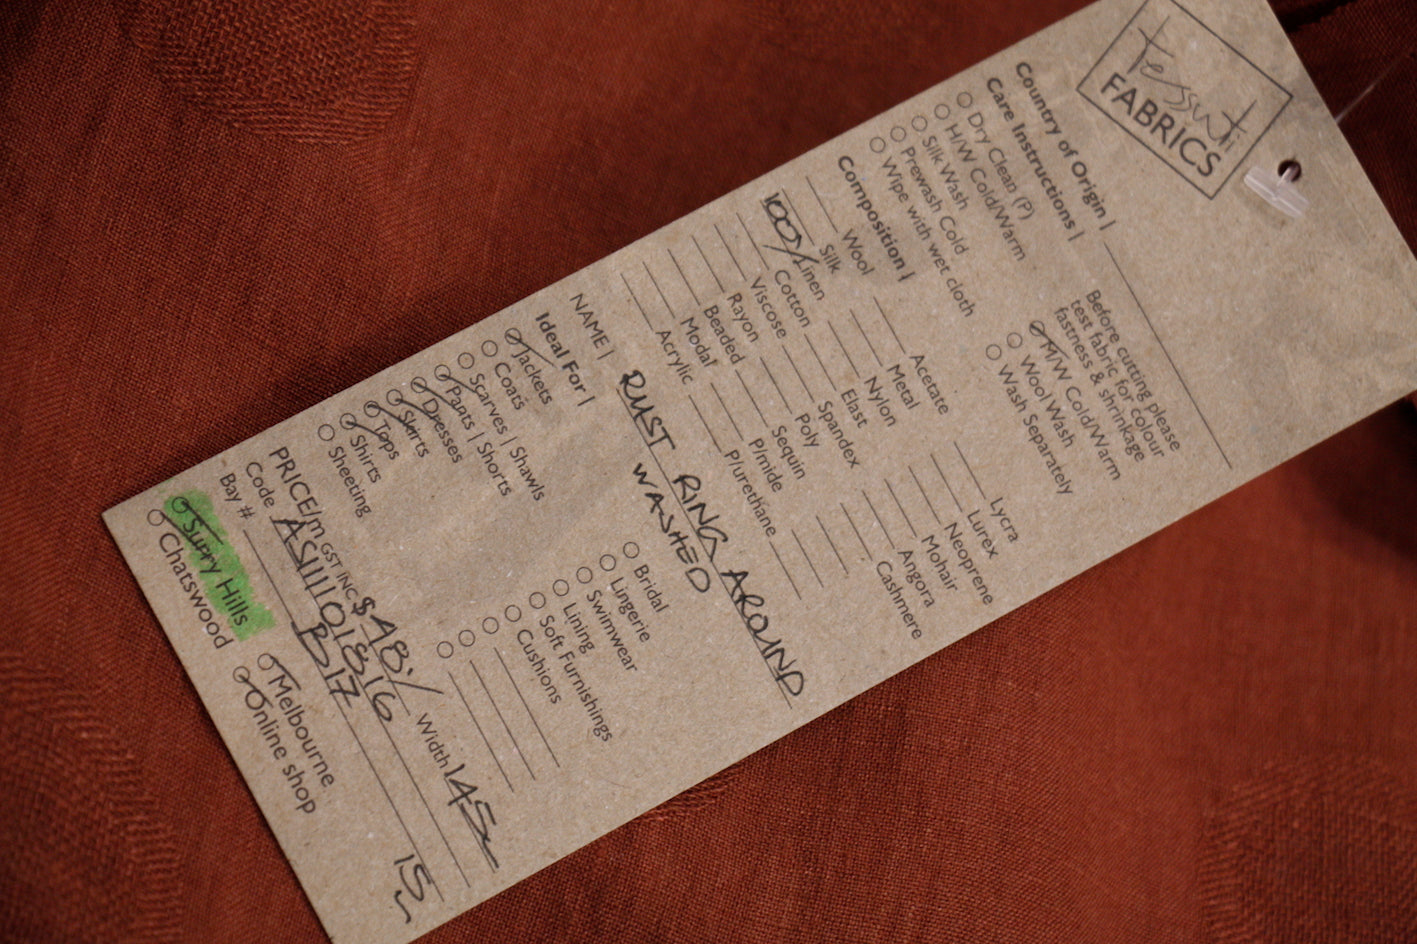 tessuti
FABRICS
Country of Origin |
Care Instructions |
Dry Clean (P)
H/W Cold/Warm
Silk Wash
Prewash Cold
Wipe with wet cloth
Before cutting please
test fabric for colour
fastness & shrinkage
H/W Cold/Warm
Wool Wash
Wash Separately
Composition |
Wool
Silk
100% Linen
Cotton
Viscose
Rayon
Beaded
Modal
Acrylic
Acetate
Metal
Nylon
Elast
Spandex
Poly
Sequin
P/mide
P/urethane
Lycra
Lurex
Neoprene
Mohair
Angora
Cashmere
NAME | RUST RING AROUND
WASHED
Ideal For |
Jackets
Coats
Scarves | Shawls
Pants | Shorts
Dresses
Skirts
Tops
Shirts
Sheeting
Bridal
Lingerie
Swimwear
Lining
Soft Furnishings
Cushions
PRICE/m GST INC $ 48./ Width 145
Code
Bay # B17 15
Surry Hills
Chatswood
Melbourne
Online shop